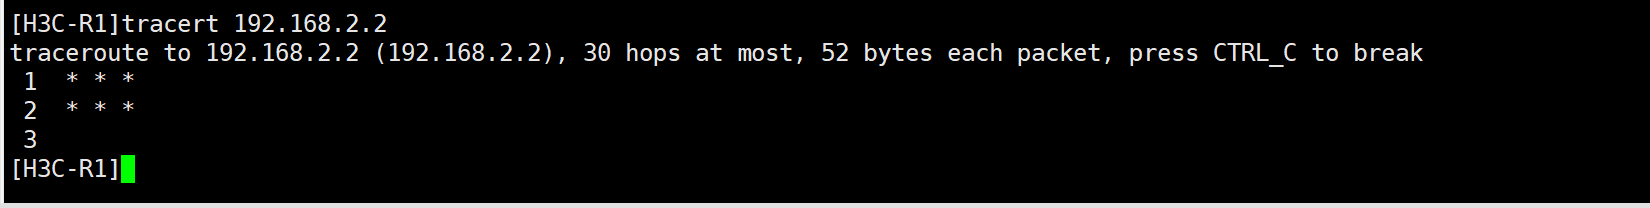 [H3C-R1]tracert 192.168.2.2
traceroute to 192.168.2.2 (192.168.2.2), 30 hops at most, 52 bytes each packet, press CTRL_C to break
 1  * * *
 2  * * *
 3
[H3C-R1]